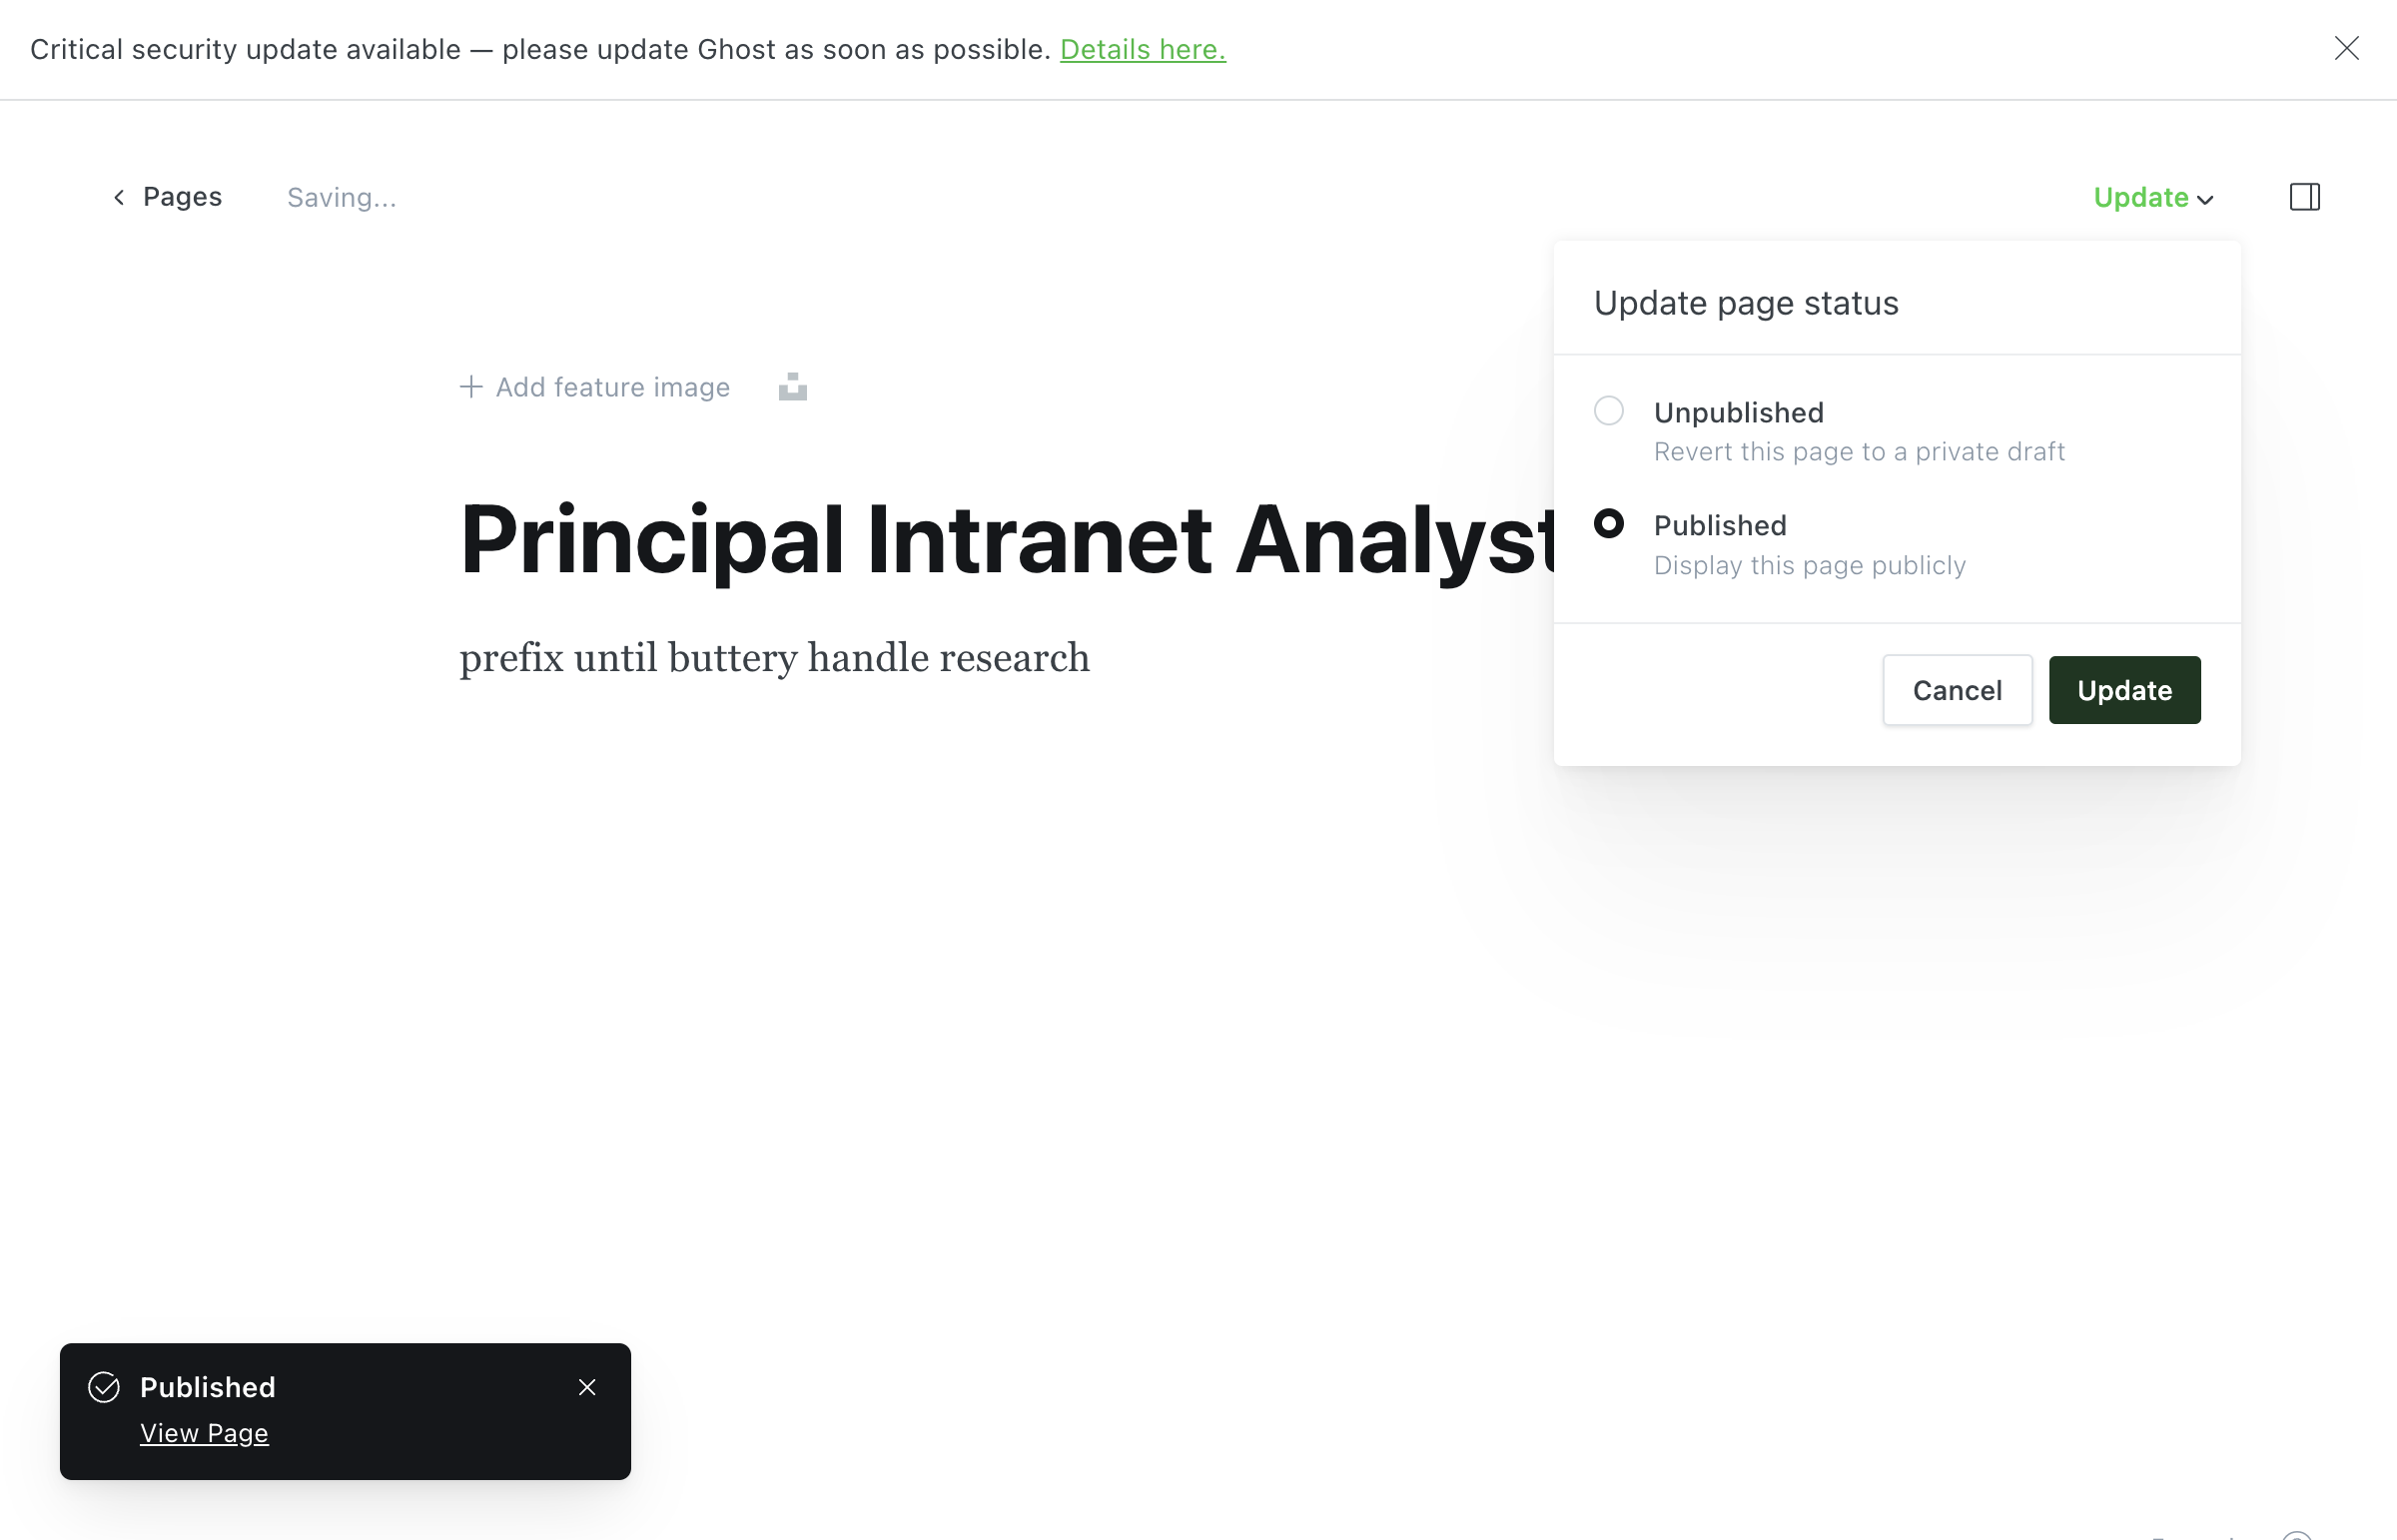 Critical security update available — please update Ghost as soon as possible. Details here.
Pages
Saving...
Update
Update page status
Unpublished
Revert this page to a private draft
Published
Display this page publicly
Cancel
Update
Add feature image
Principal Intranet Analyst
prefix until buttery handle research
Published
View Page